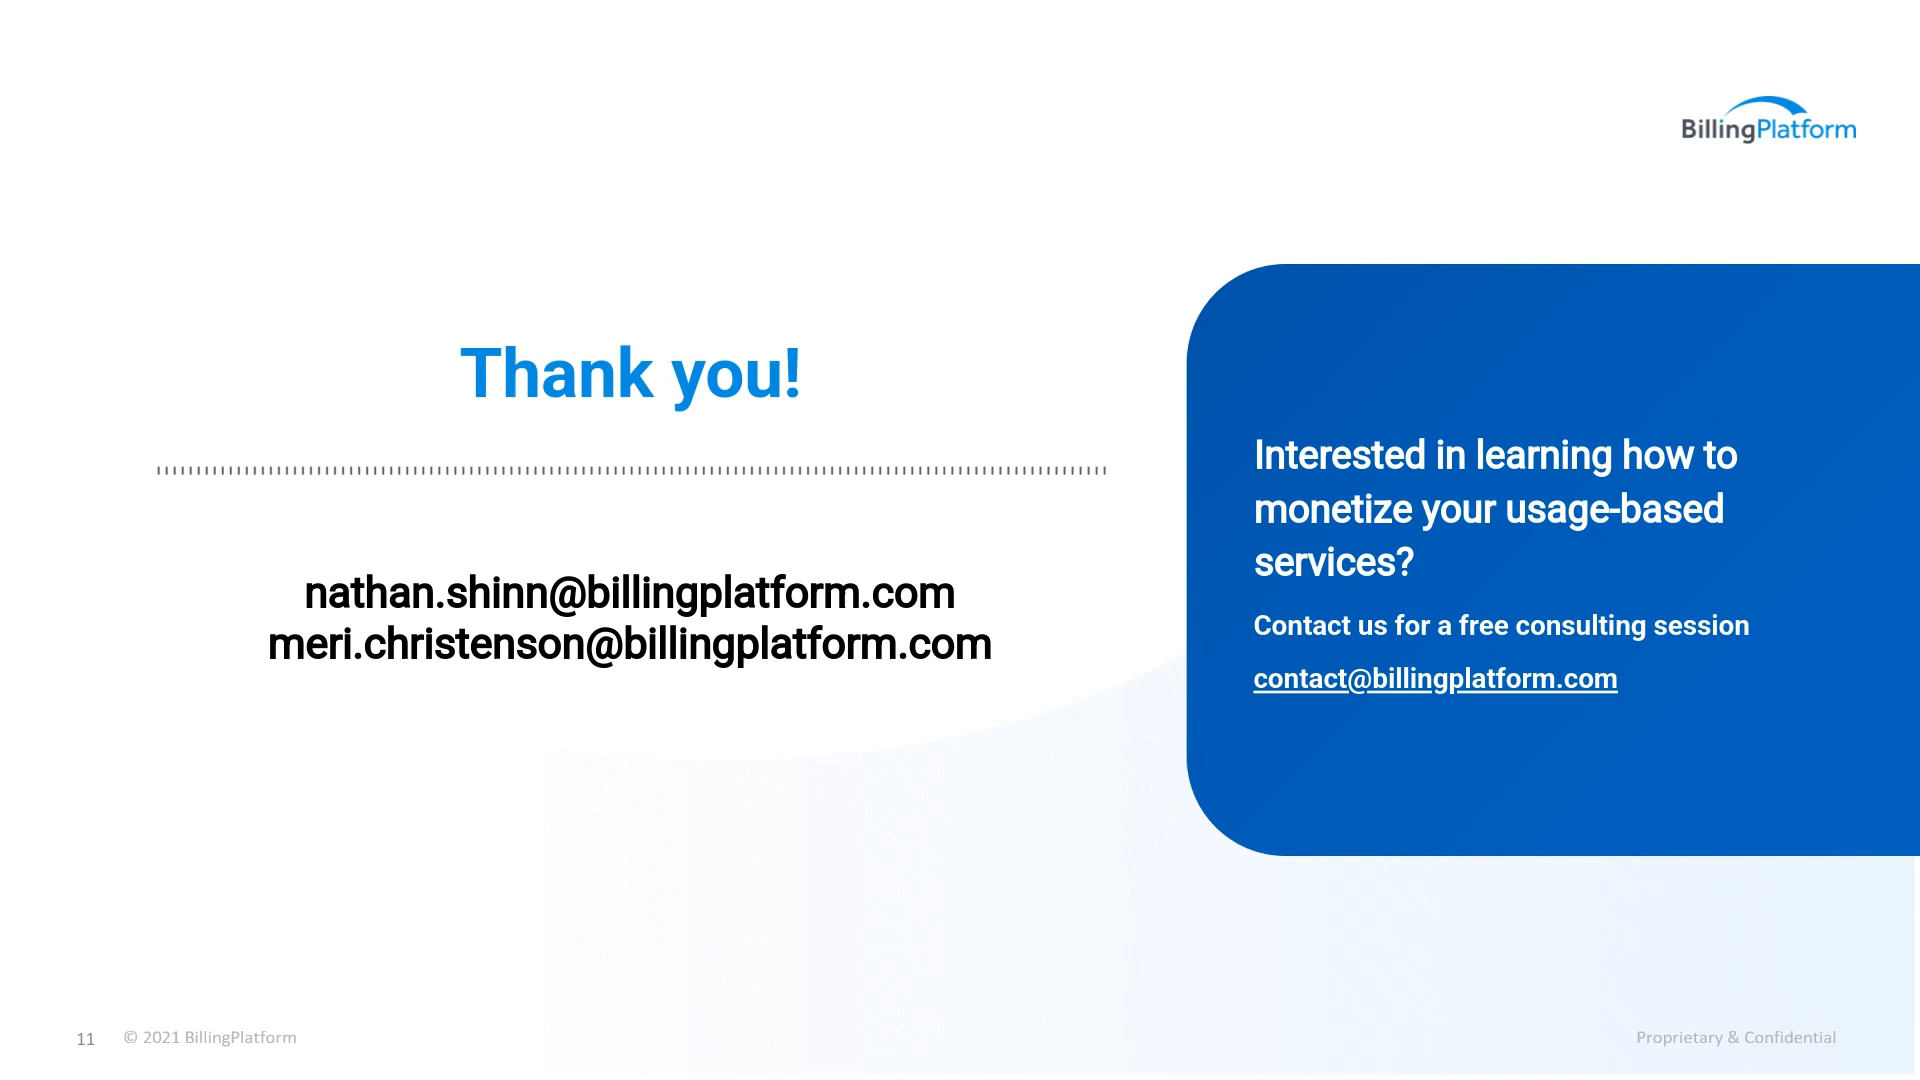 BillingPlatform
Thank you!
nathan.shinn@billingplatform.com
meri.christenson@billingplatform.com
Interested in learning how to
monetize your usage-based
services?
Contact us for a free consulting session
contact@billingplatform.com
11 © 2021 BillingPlatform
Proprietary & Confidential